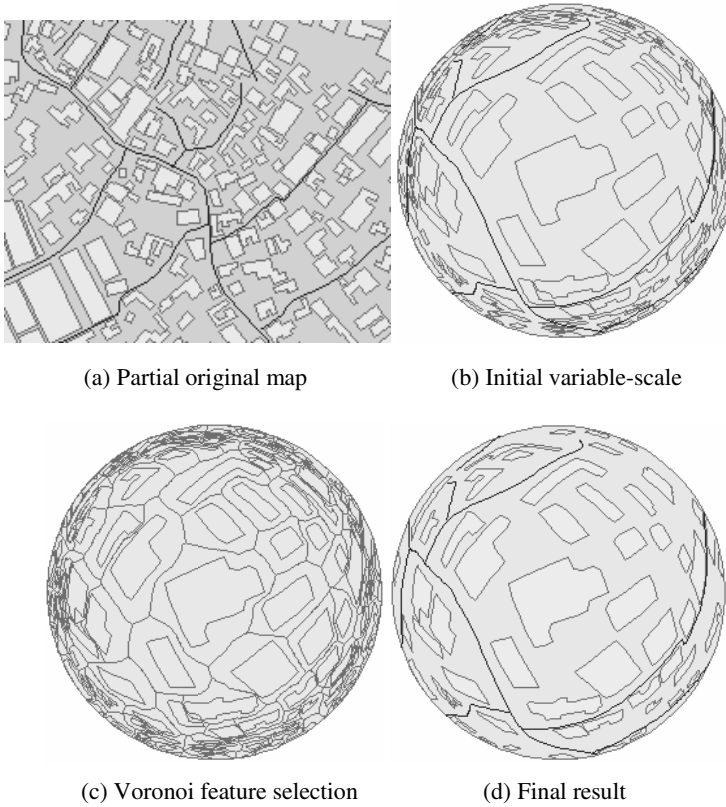 (a) Partial original map
(b) Initial variable-scale
(c) Voronoi feature selection
(d) Final result